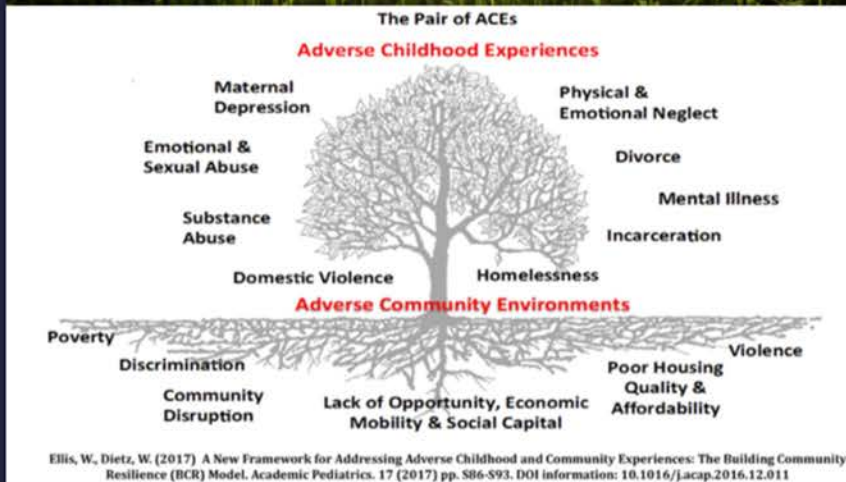 The Pair of ACEs
Adverse Childhood Experiences
Maternal
Depression
Physical &
Emotional Neglect
Emotional &
Sexual Abuse
Divorce
Mental Illness
Substance
Abuse
Incarceration
Domestic Violence
Homelessness
Adverse Community Environments
Poverty
Violence
Discrimination
Poor Housing
Quality &
Affordability
Community
Disruption
Lack of Opportunity, Economic
Mobility & Social Capital
Ellis, W., Dietz, W. (2017) A New Framework for Addressing Adverse Childhood and Community Experiences: The Building Community
Resilience (BCR) Model. Academic Pediatrics. 17 (2017) pp. S86-S93. DOI information: 10.1016/j.acap.2016.12.011